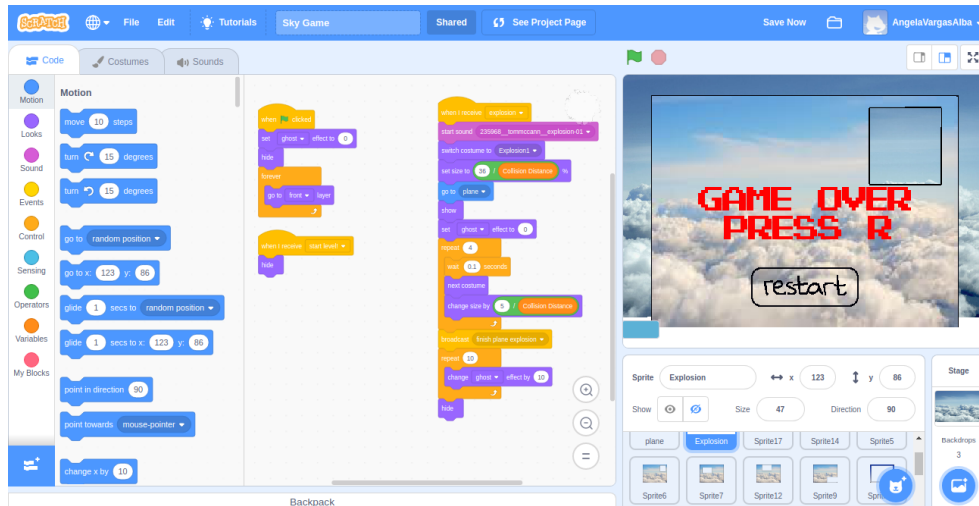 SCRATCH
File
Edit
Tutorials
Sky Game
Shared
See Project Page
Save Now
AngelaVargasAlba
Code
Costumes
Sounds
Motion
Looks
Sound
Events
Control
Sensing
Operators
Variables
My Blocks
Motion
move 10 steps
turn 15 degrees
turn 15 degrees
go to random position
go to x: 123 y: 86
glide 1 secs to random position
glide 1 secs to x: 123 y: 86
point in direction 90
point towards mouse-pointer
change x by 10
when clicked
set ghost effect to 0
hide
forever
go to front layer
when I receive start level
hide
when I receive explosion
start sound 235968__tommccann__explosion-01
switch costume to Explosion1
set size to 36 / Collision Distance %
go to plane
show
set ghost effect to 0
repeat 4
wait 0.1 seconds
next costume
change size by 5 / Collision Distance
broadcast finish plane explosion
repeat 10
change ghost effect by 10
hide
Backpack
GAME OVER
PRESS R
restart
Sprite Explosion x 123 y 86
Show Size 47 Direction 90
plane
Explosion
Sprite17
Sprite14
Sprite5
Sprite6
Sprite7
Sprite12
Sprite9
Stage
Backdrops
3